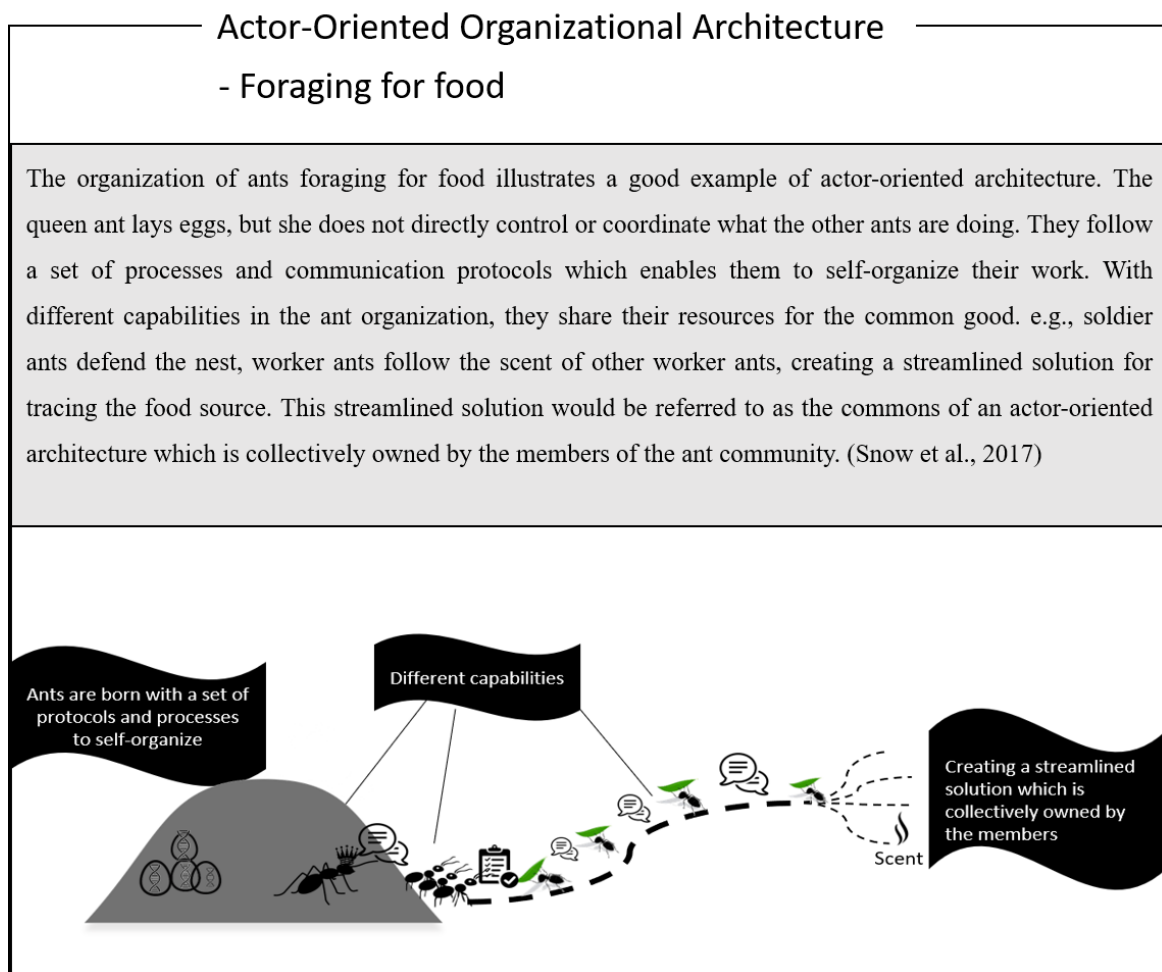 Actor-Oriented Organizational Architecture
- Foraging for food
The organization of ants foraging for food illustrates a good example of actor-oriented architecture. The
queen ant lays eggs, but she does not directly control or coordinate what the other ants are doing. They follow
a set of processes and communication protocols which enables them to self-organize their work. With
different capabilities in the ant organization, they share their resources for the common good. e.g., soldier
ants defend the nest, worker ants follow the scent of other worker ants, creating a streamlined solution for
tracing the food source. This streamlined solution would be referred to as the commons of an actor-oriented
architecture which is collectively owned by the members of the ant community. (Snow et al., 2017)
Ants are born with a set of
protocols and processes
to self-organize
Different capabilities
Creating a streamlined
solution which is
collectively owned by
the members
Scent